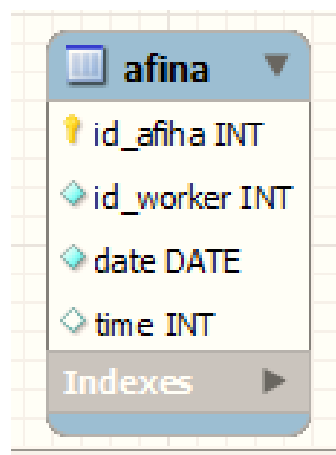 afina
id_afiha INT
id_worker INT
date DATE
time INT
Indexes